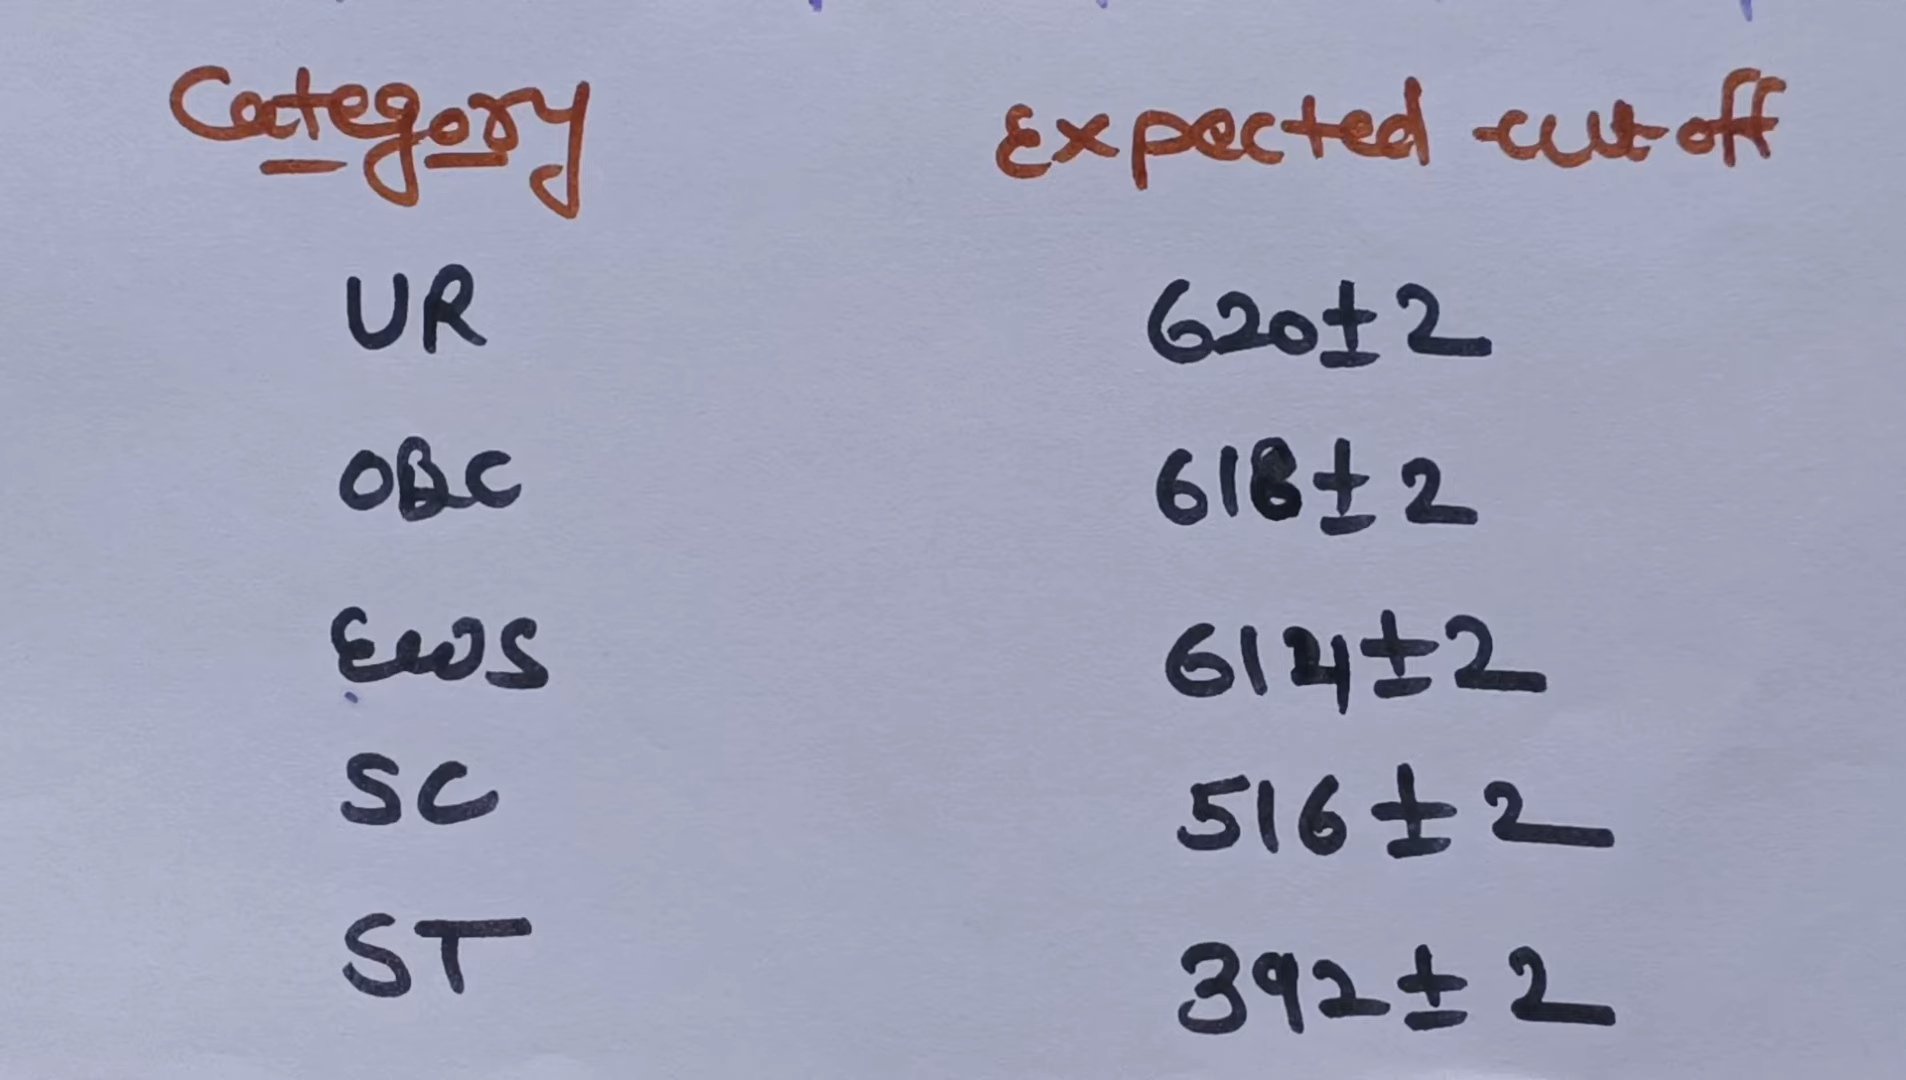 Category Expected cut off
UR 620±2
OBC 618±2
EWS 614±2
SC 516±2
ST 392±2